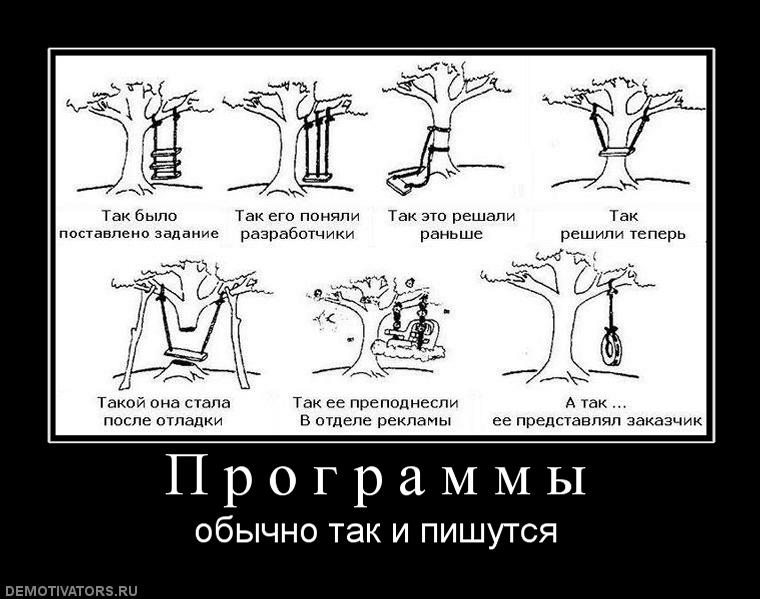 Так было
поставлено задание
Так его поняли
разработчики
Так это решали
раньше
Так
решили теперь
Такой она стала
после отладки
Так ее преподнесли
В отделе рекламы
А так ...
ее представлял заказчик
Программы
обычно так и пишутся
DEMOTIVATORS.RU